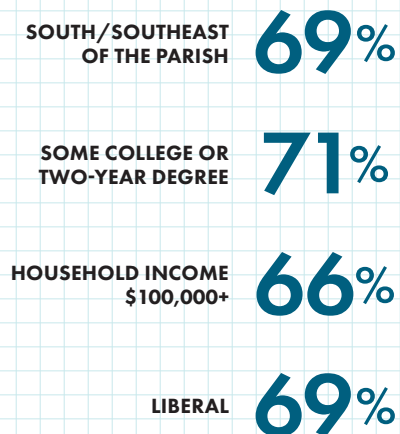 SOUTH/SOUTHEAST
OF THE PARISH
69%
SOME COLLEGE OR
TWO-YEAR DEGREE
71%
HOUSEHOLD INCOME
$100,000+
66%
LIBERAL
69%